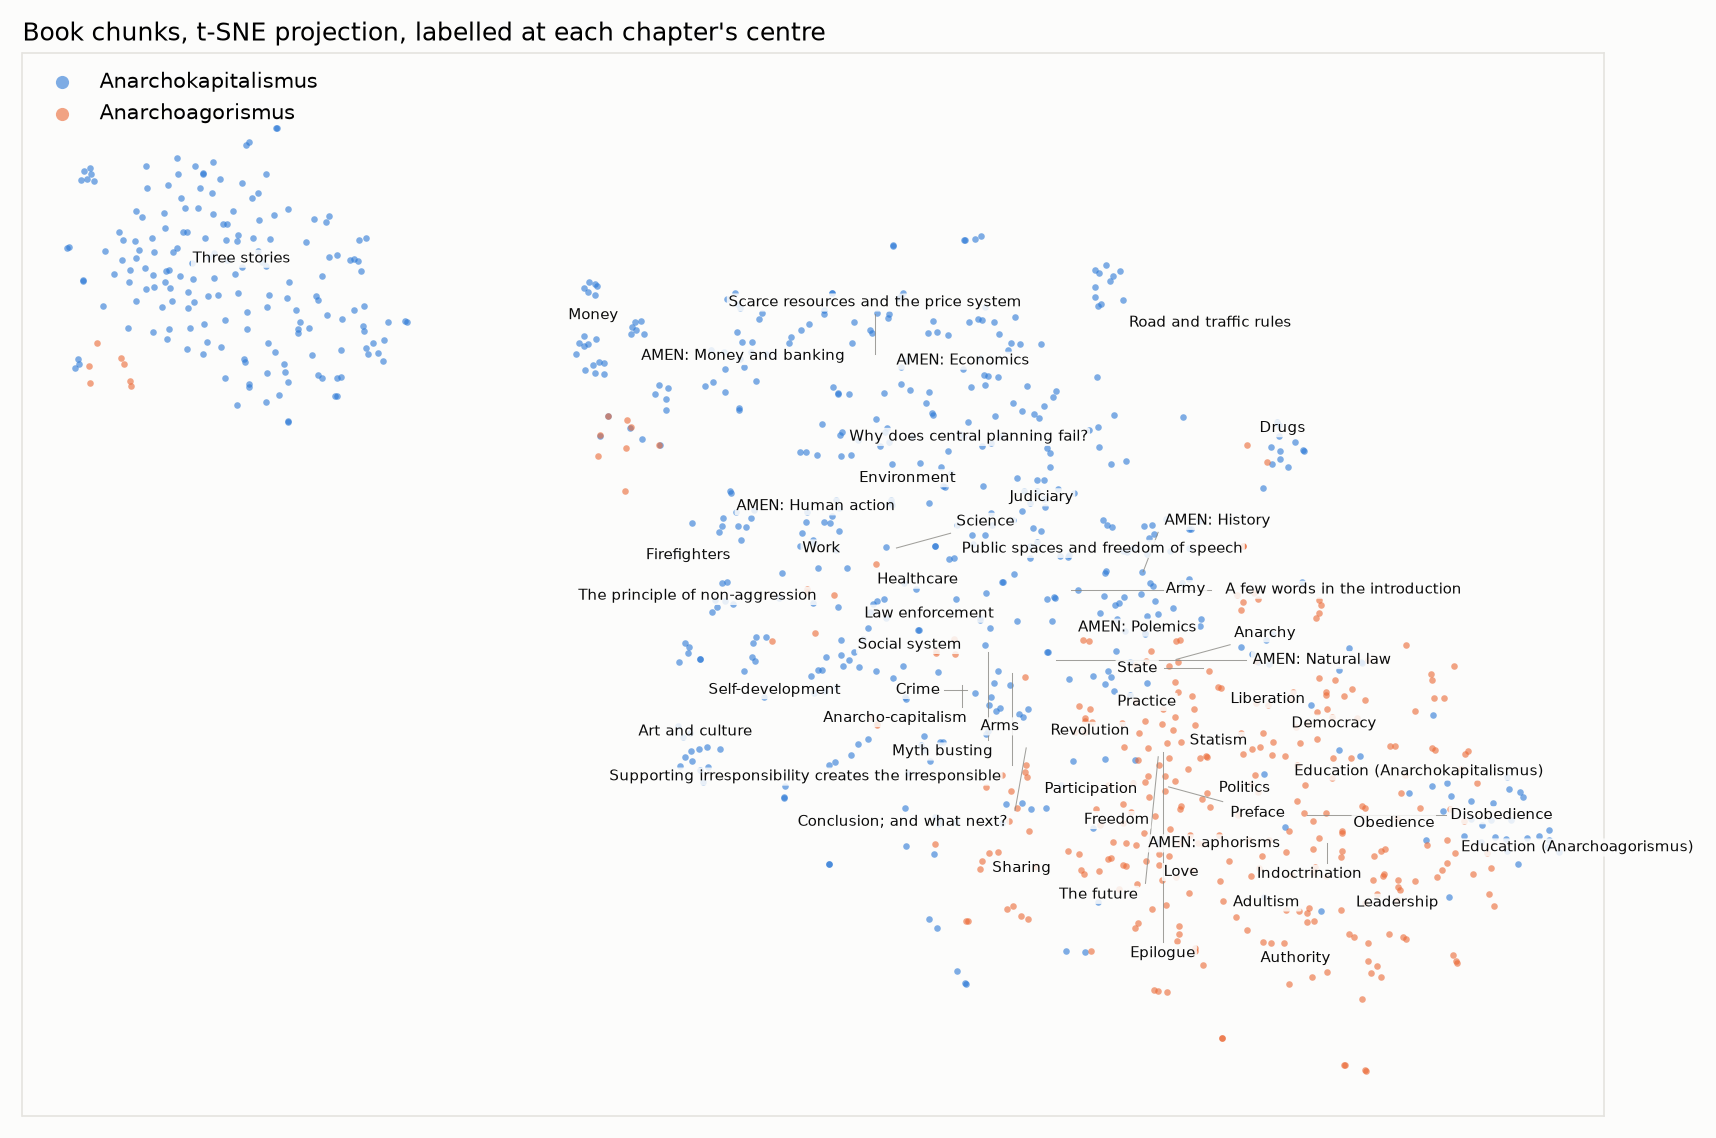 Book chunks, t-SNE projection, labelled at each chapter's centre
Anarchokapitalismus
Anarchoagorismus
Three stories
Scarce resources and the price system
Money
Road and traffic rules
AMEN: Money and banking
AMEN: Economics
Drugs
Why does central planning fail?
Environment
Judiciary
AMEN: Human action
Science
AMEN: History
Firefighters
Work
Public spaces and freedom of speech
Healthcare
The principle of non-aggression
Army
A few words in the introduction
Law enforcement
AMEN: Polemics
Anarchy
Social system
State
AMEN: Natural law
Self-development
Crime
Practice
Liberation
Anarcho-capitalism
Arms
Democracy
Art and culture
Revolution
Statism
Myth busting
Supporting irresponsibility creates the irresponsible
Education (Anarchokapitalismus)
Participation
Politics
Preface
Disobedience
Conclusion; and what next?
Freedom
Obedience
AMEN: aphorisms
Education (Anarchoagorismus)
Sharing
Love
Indoctrination
The future
Adultism
Leadership
Epilogue
Authority